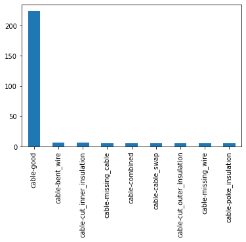 200
150
100
50
0
cable-good
cable-bent_wire
cable-cut_inner_insulation
cable-missing_cable
cable-combined
cable-cable_swap
cable-cut_outer_insulation
cable-missing_wire
cable-poke_insulation